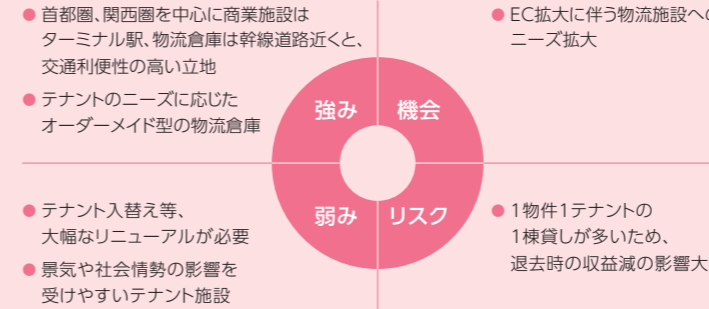 ● 首都圏、関西圏を中心に商業施設は
ターミナル駅、物流倉庫は幹線道路近くと、
交通利便性の高い立地
● テナントのニーズに応じた
オーダーメイド型の物流倉庫
強み
機会
● EC拡大に伴う物流施設への
ニーズ拡大
● テナント入替え等、
大幅なリニューアルが必要
● 景気や社会情勢の影響を
受けやすいテナント施設
弱み
リスク
● 1物件1テナントの
1棟貸しが多いため、
退去時の収益減の影響大